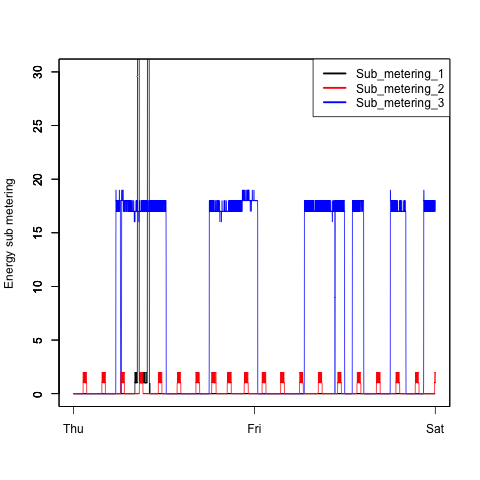 Sub_metering_1
Sub_metering_2
Sub_metering_3
Energy sub metering
30
25
20
15
10
5
0
Thu Fri Sat